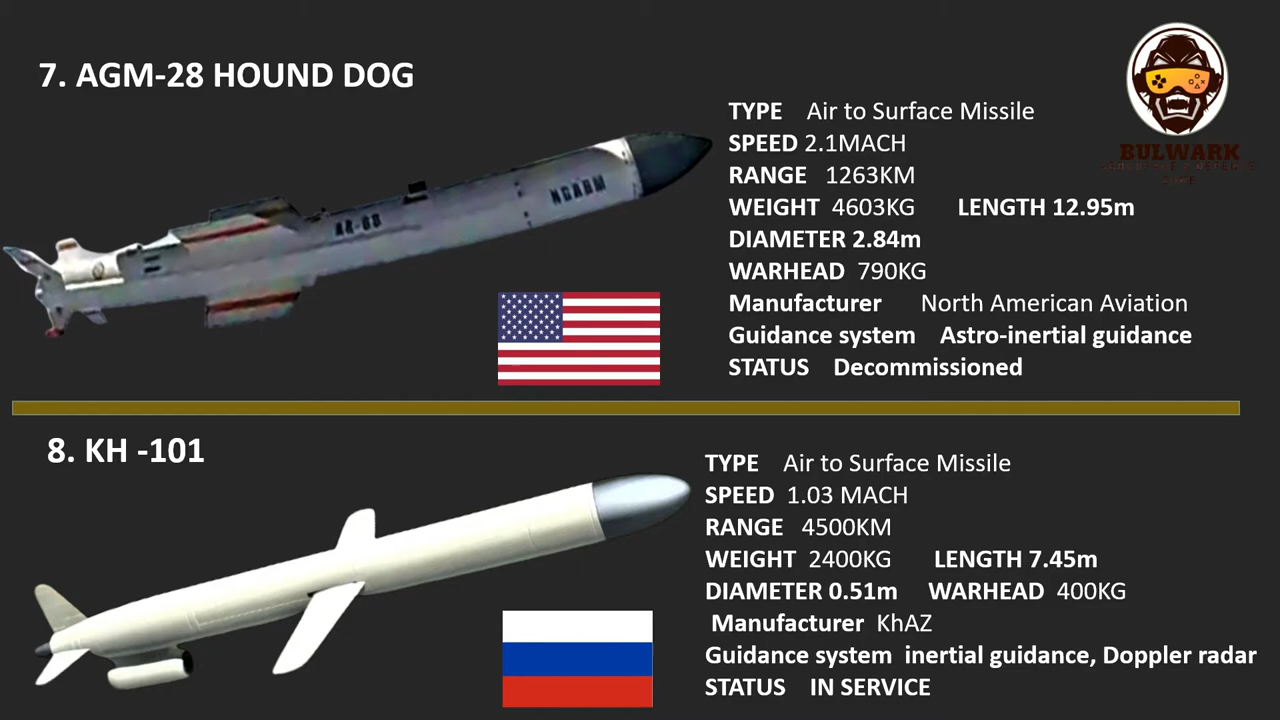 7. AGM-28 HOUND DOG
TYPE Air to Surface Missile
SPEED 2.1MACH
RANGE 1263KM
WEIGHT 4603KG LENGTH 12.95m
DIAMETER 2.84m
WARHEAD 790KG
Manufacturer North American Aviation
Guidance system Astro-inertial guidance
STATUS Decommissioned
BULWARK
8. KH -101
TYPE Air to Surface Missile
SPEED 1.03 MACH
RANGE 4500KM
WEIGHT 2400KG LENGTH 7.45m
DIAMETER 0.51m WARHEAD 400KG
Manufacturer KhAZ
Guidance system inertial guidance, Doppler radar
STATUS IN SERVICE